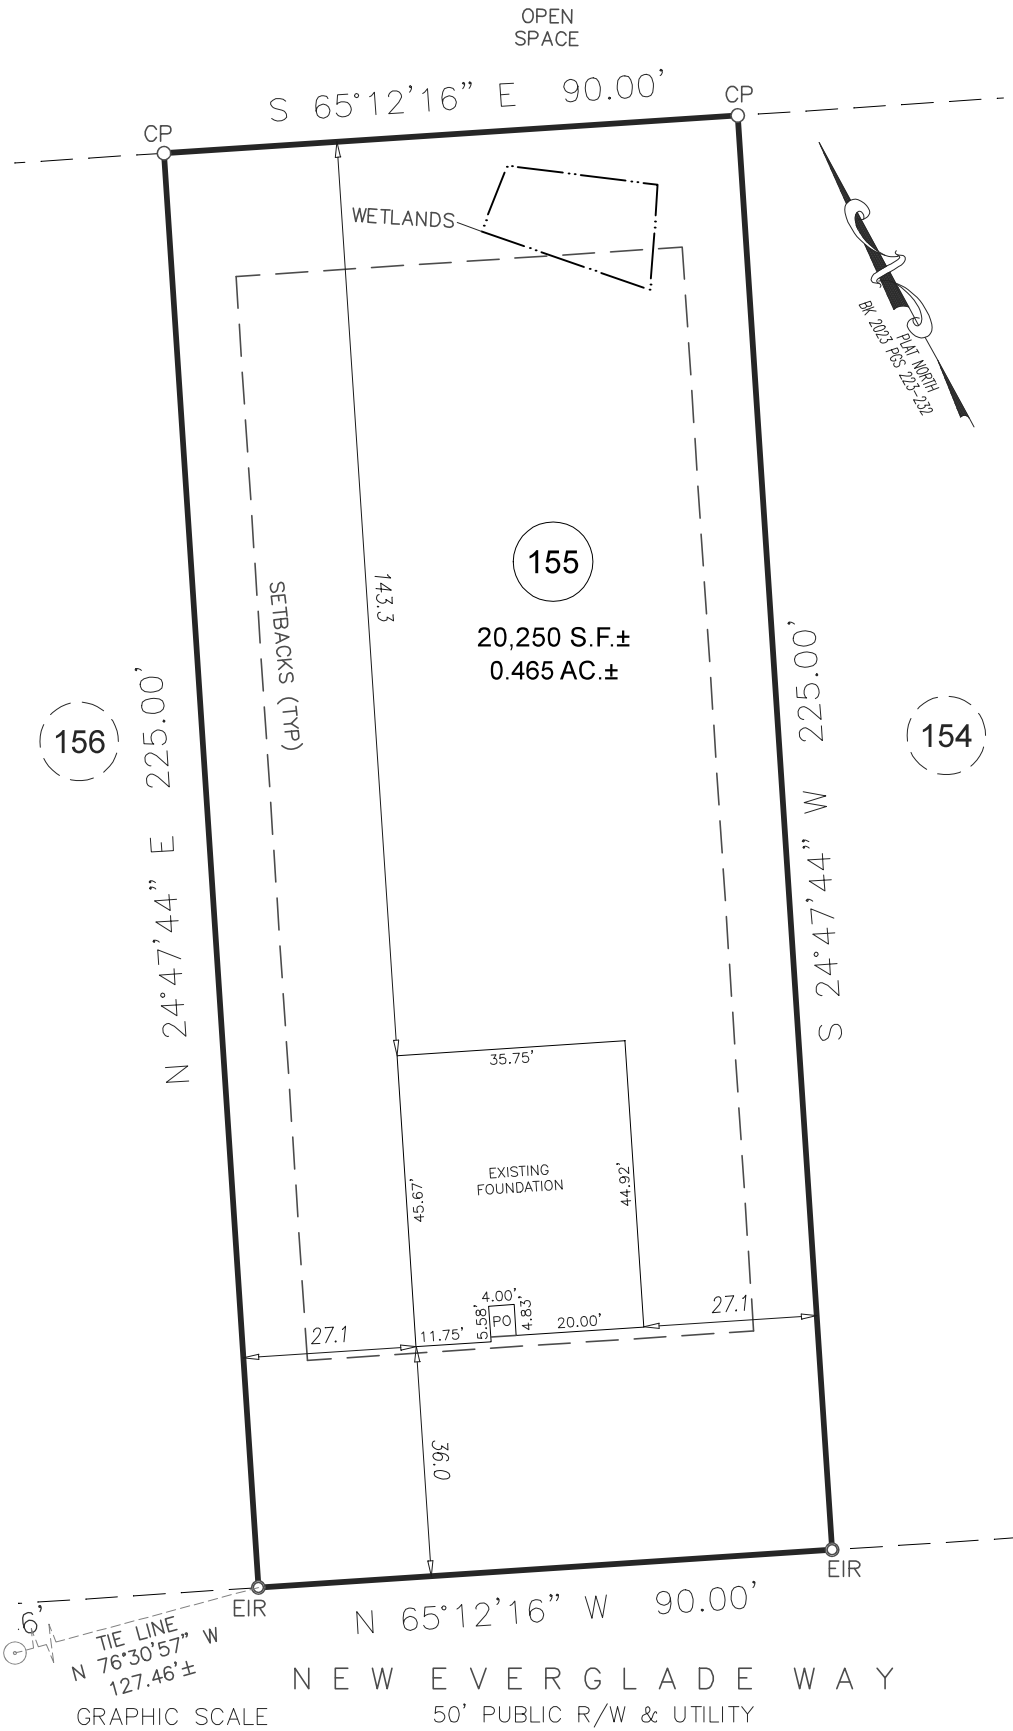 OPEN
SPACE
S 65°12'16" E 90.00'
CP
CP
WETLANDS
PLAT NORTH
BK 2023 PGS 223-232
143.3
155
20,250 S.F.±
0.465 AC.±
SETBACKS (TYP)
156
154
N 24°47'44" E 225.00'
S 24°47'44" W 225.00'
35.75'
EXISTING
FOUNDATION
45.67'
44.92'
4.00'
5.58'
PO
4.83'
11.75'
20.00'
27.1
27.1
36.0
EIR
EIR
N 65°12'16" W 90.00'
6'
TIE LINE
N 76°30'57" W
127.46'±
NEW EVERGLADE WAY
50' PUBLIC R/W & UTILITY
GRAPHIC SCALE